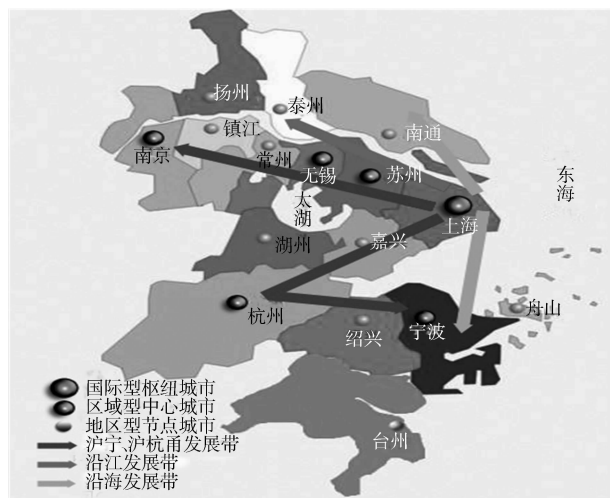 扬州
泰州
镇江
南通
南京
常州
无锡
苏州
东海
太湖
上海
湖州
嘉兴
杭州
舟山
绍兴
宁波
国际型枢纽城市
区域型中心城市
地区型节点城市
沪宁、沪杭甬发展带
沿江发展带
沿海发展带
台州